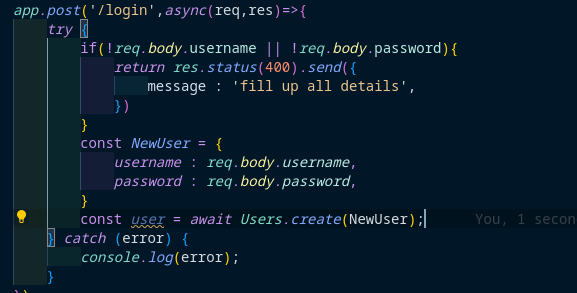 app.post('/login',async(req,res)=>{
try {
if(!req.body.username || !req.body.password){
return res.status(400).send({
message : 'fill up all details',
})
}
const NewUser = {
username : req.body.username,
password : req.body.password,
}
const user = await Users.create(NewUser); You, 1 secon
} catch (error) {
console.log(error);
}
})